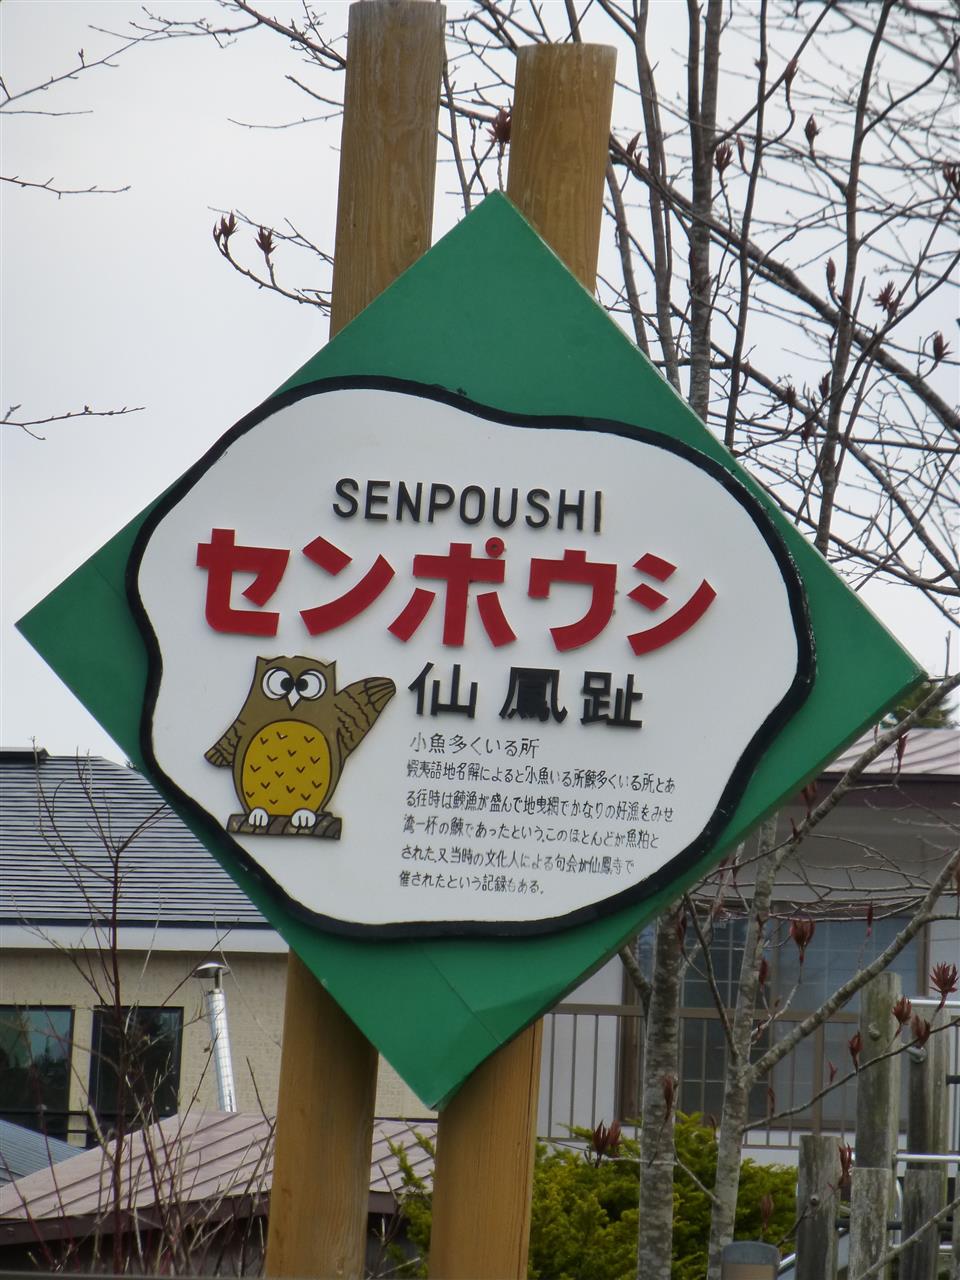 SENPOUSHI
センポウシ
仙鳳趾
小魚多くいる所
蝦夷語地名解によると「小魚いる所鯡多くいる所」とあ
る往時は鰊漁が盛んで地曳網でかなりの好漁をみせ
湾一杯の鰊であったという。このほとんどが魚粕と
された。又当時の文化人による句会が仙鳳寺で
催されたという記録もある。